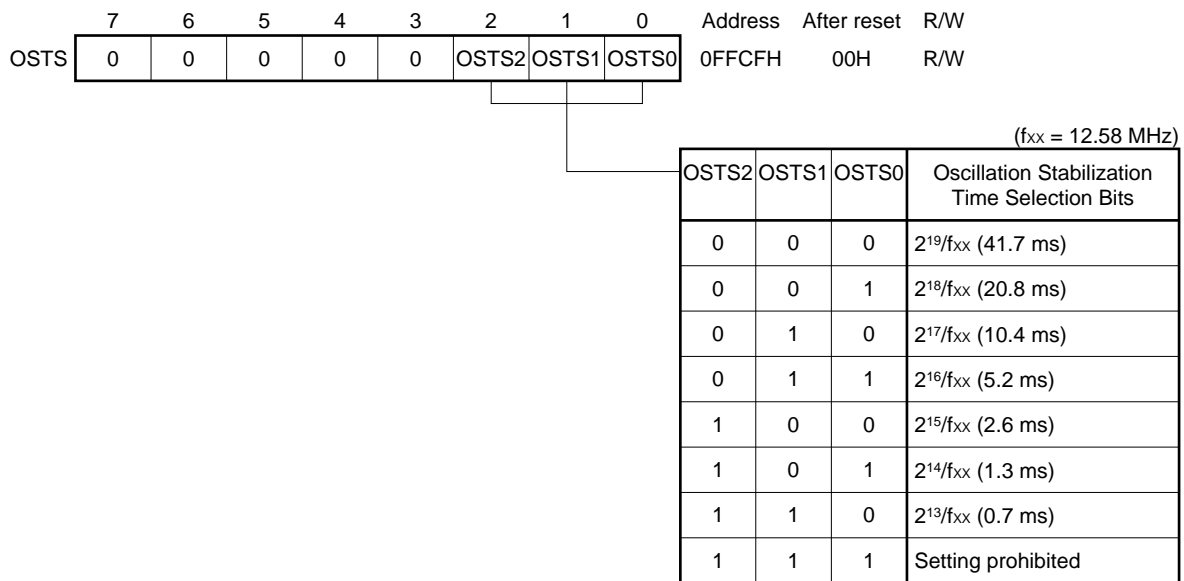 7 6 5 4 3 2 1 0 Address After reset R/W
OSTS 0 0 0 0 0 OSTS2 OSTS1 OSTS0 0FFCFH 00H R/W
(fxx = 12.58 MHz)
OSTS2 OSTS1 OSTS0 Oscillation Stabilization
Time Selection Bits
0 0 0 2¹⁹/fxx (41.7 ms)
0 0 1 2¹⁸/fxx (20.8 ms)
0 1 0 2¹⁷/fxx (10.4 ms)
0 1 1 2¹⁶/fxx (5.2 ms)
1 0 0 2¹⁵/fxx (2.6 ms)
1 0 1 2¹⁴/fxx (1.3 ms)
1 1 0 2¹³/fxx (0.7 ms)
1 1 1 Setting prohibited